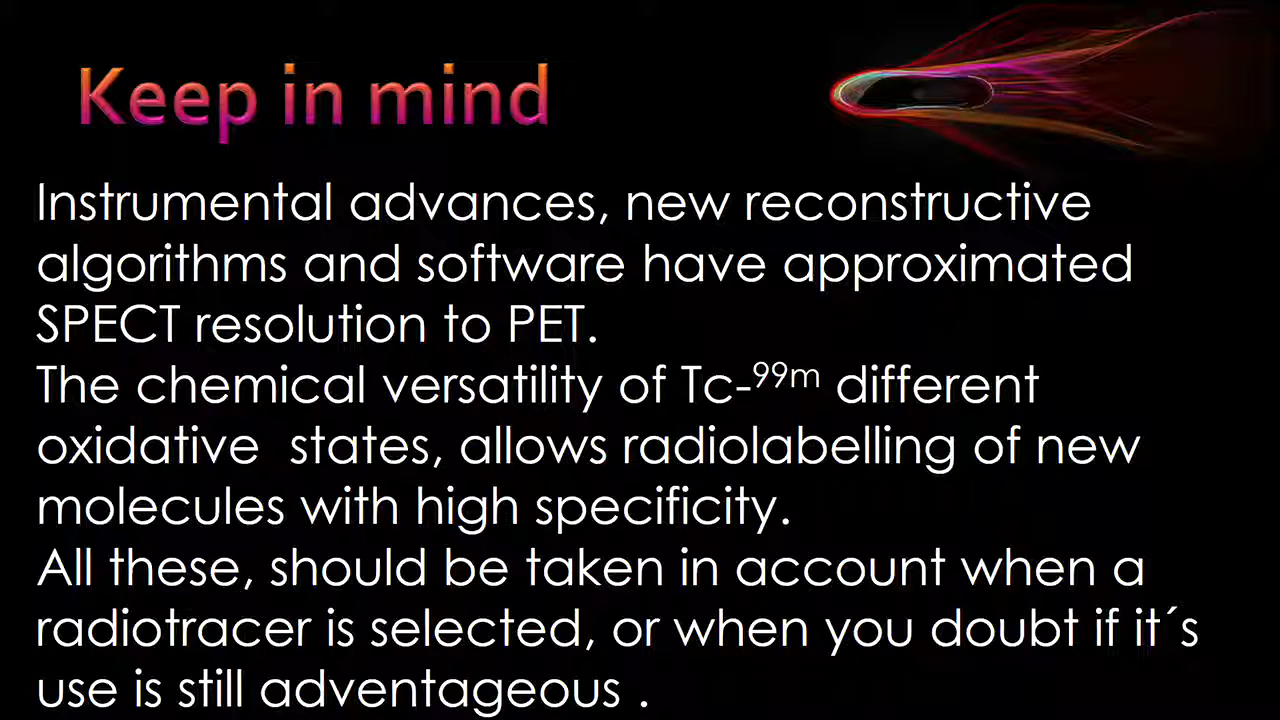 Keep in mind
Instrumental advances, new reconstructive
algorithms and software have approximated
SPECT resolution to PET.
The chemical versatility of Tc-⁹⁹ᵐ different
oxidative  states, allows radiolabelling of new
molecules with high specificity.
All these, should be taken in account when a
radiotracer is selected, or when you doubt if it´s
use is still adventageous .